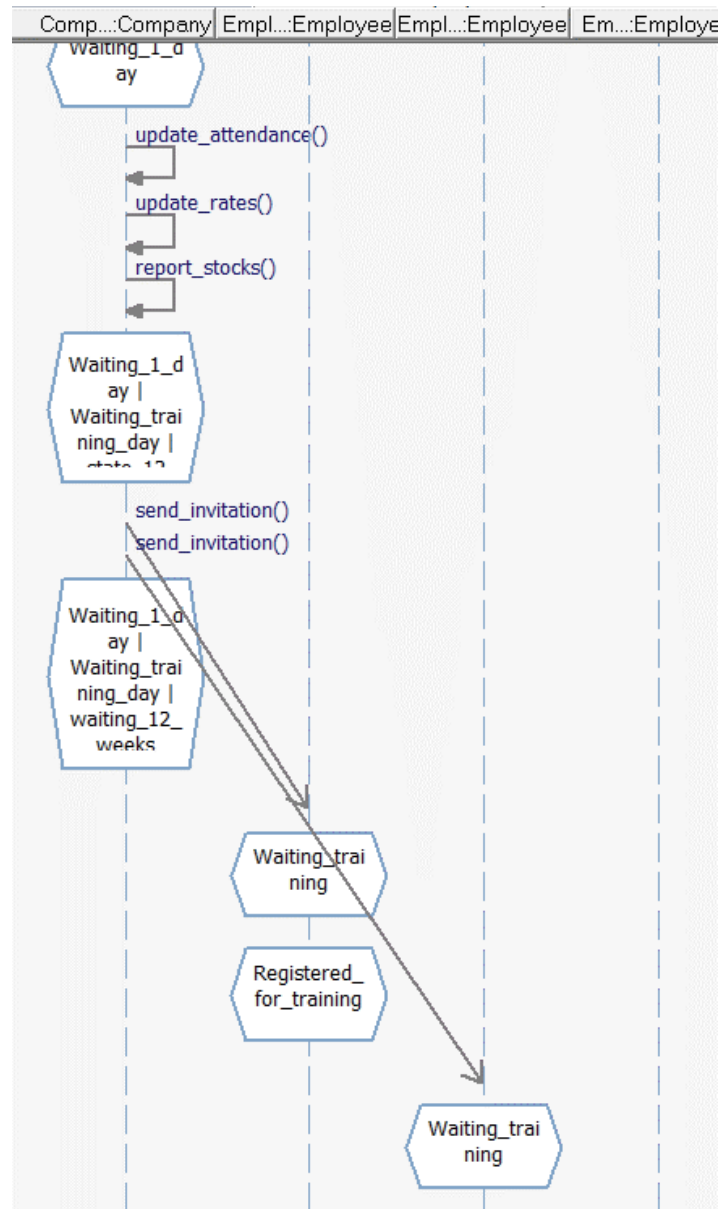 Comp...:Company Empl...:Employee Empl...:Employee Em...:Employe
Waiting_1_d
ay
update_attendance()
update_rates()
report_stocks()
Waiting_1_d
ay |
Waiting_trai
ning_day |
state_12
send_invitation()
send_invitation()
Waiting_1_d
ay |
Waiting_trai
ning_day |
waiting_12_
weeks
Waiting_trai
ning
Registered_
for_training
Waiting_trai
ning